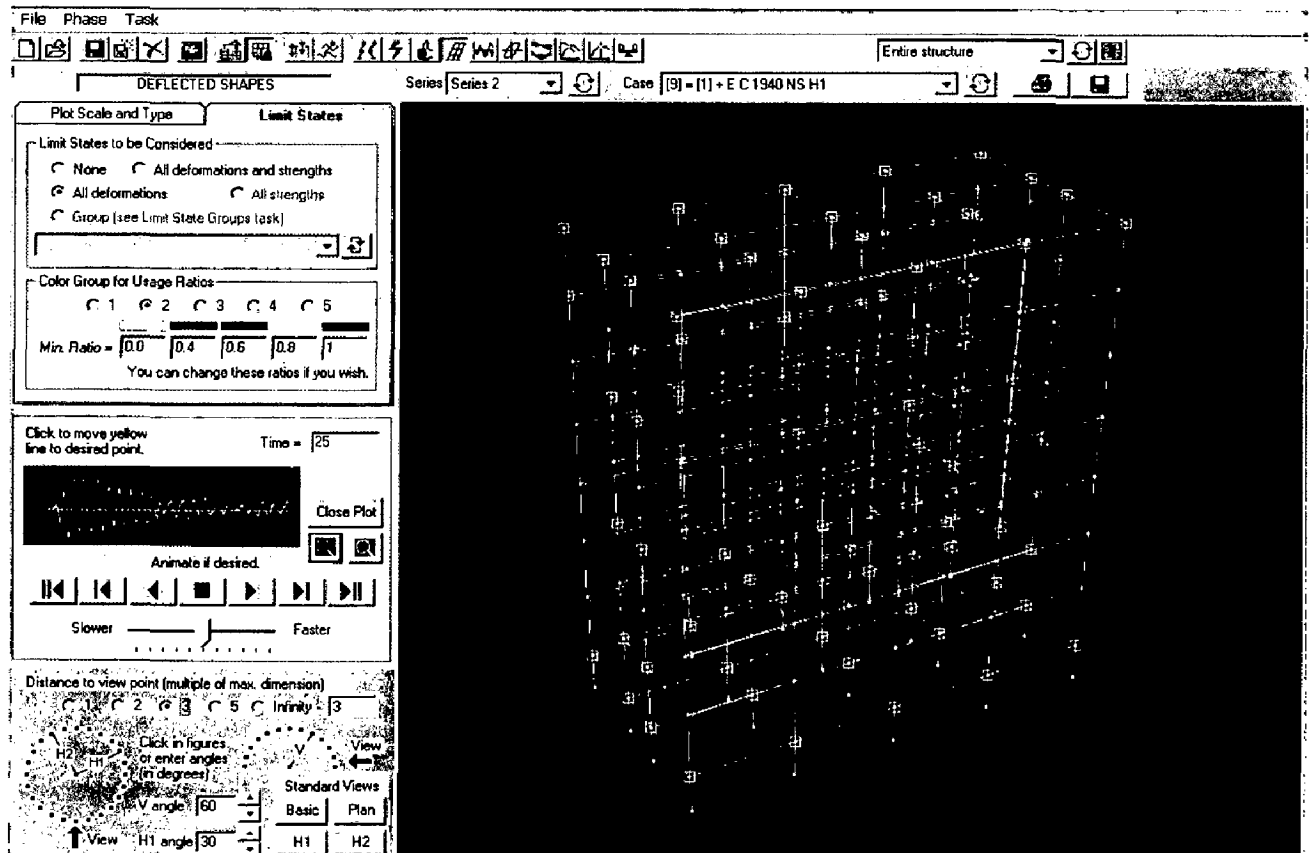 File Phase Task
Entire structure
DEFLECTED SHAPES Series Series 2 Case [9] = [1] + E C 1940 NS H1
Plot Scale and Type Limit States
Limit States to be Considered
None All deformations and strengths
All deformations All strengths
Group (see Limit State Groups task)
Color Group for Usage Ratios
1 2 3 4 5
Min. Ratio = 0.0 0.4 0.6 0.8 1
You can change these ratios if you wish.
Click to move yellow
line to desired point.
Time = 25
Close Plot
Animate if desired.
Slower Faster
Distance to view point (multiple of max. dimension)
1 2 3 5 Infinity 3
H2 H1 V
Click in figures
or enter angles
(in degrees)
View
Standard Views
V angle 60 Basic Plan
View H1 angle 30 H1 H2